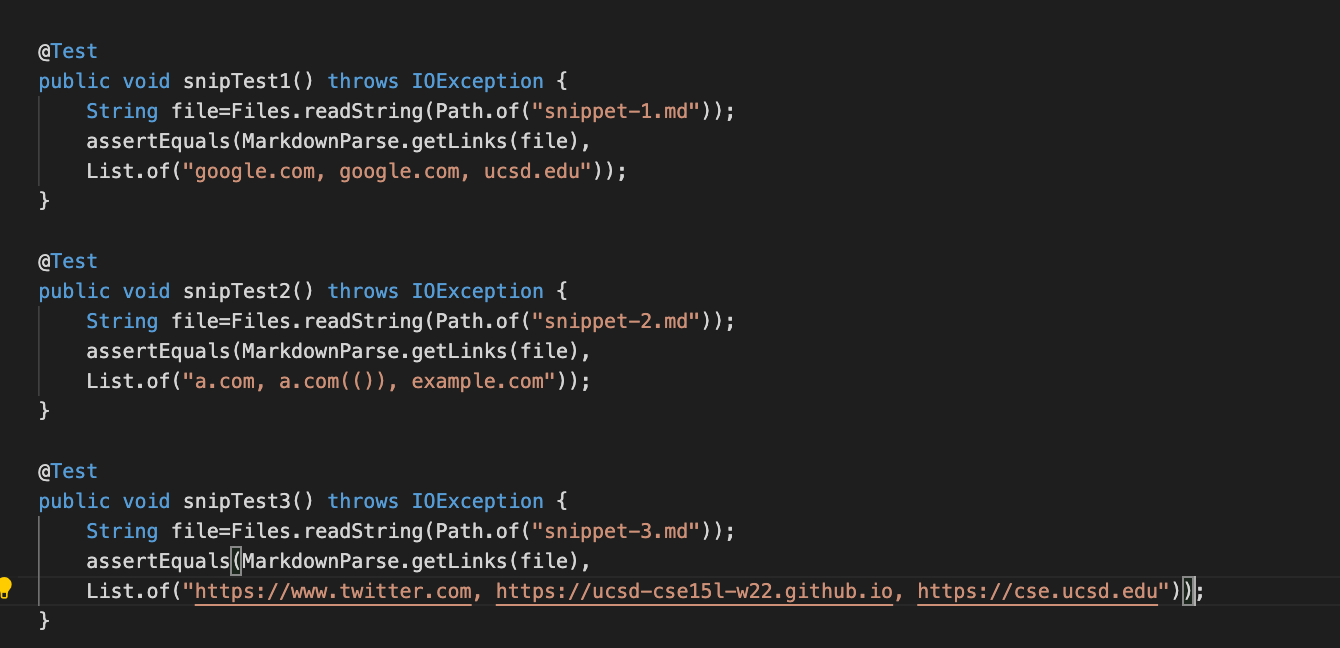 @Test
public void snipTest1() throws IOException {
    String file=Files.readString(Path.of("snippet-1.md"));
    assertEquals(MarkdownParse.getLinks(file),
    List.of("google.com, google.com, ucsd.edu"));
}
@Test
public void snipTest2() throws IOException {
    String file=Files.readString(Path.of("snippet-2.md"));
    assertEquals(MarkdownParse.getLinks(file),
    List.of("a.com, a.com(()), example.com"));
}
@Test
public void snipTest3() throws IOException {
    String file=Files.readString(Path.of("snippet-3.md"));
    assertEquals(MarkdownParse.getLinks(file),
    List.of("https://www.twitter.com, https://ucsd-cse15l-w22.github.io, https://cse.ucsd.edu"));
}